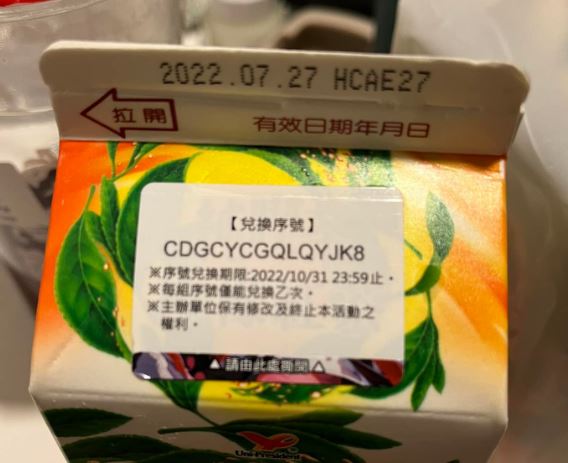 2022.07.27 HCAE27
拉開
有效日期年月日
【兌換序號】
CDGCYCGQLQYJK8
※序號兌換期限:2022/10/31 23:59止。
※每組序號僅能兌換乙次。
※主辦單位保有修改及終止本活動之
權利。
▲請由此處撕開△
Uni-President